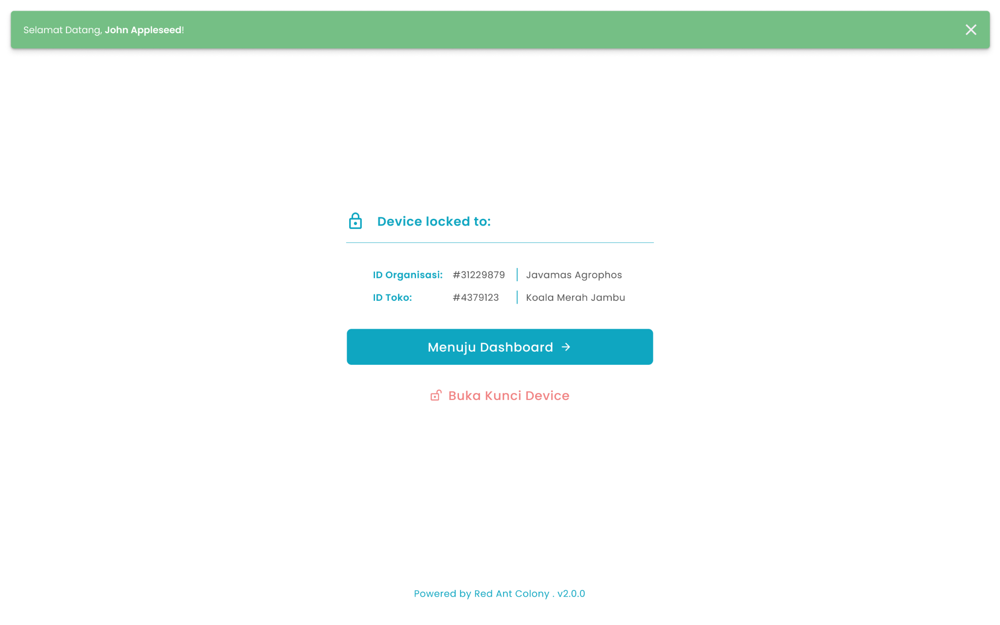 Selamat Datang, John Appleseed!
Device locked to:
ID Organisasi: #31229879 | Javamas Agrophos
ID Toko: #4379123 | Koala Merah Jambu
Menuju Dashboard →
Buka Kunci Device
Powered by Red Ant Colony . v2.0.0